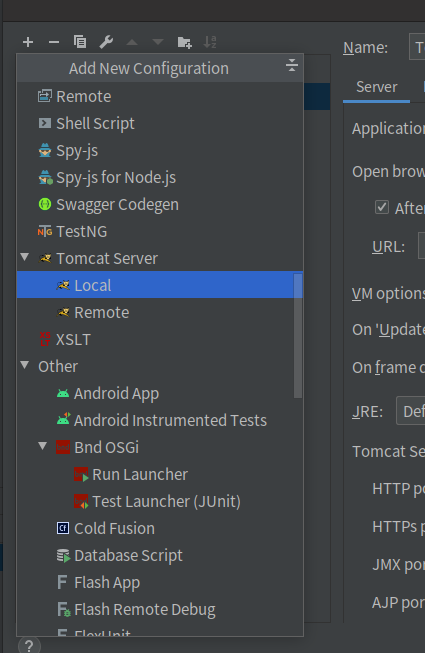 Add New Configuration
Remote
Shell Script
Spy-js
Spy-js for Node.js
Swagger Codegen
TestNG
Tomcat Server
Local
Remote
XSLT
Other
Android App
Android Instrumented Tests
Bnd OSGi
Run Launcher
Test Launcher (JUnit)
Cold Fusion
Database Script
Flash App
Flash Remote Debug
FlexUnit
?
Name:
T
Server
Application
Open brow
After
URL:
VM options
On 'Update
On frame d
JRE:
Def
Tomcat Se
HTTP po
HTTPs p
JMX por
AJP por